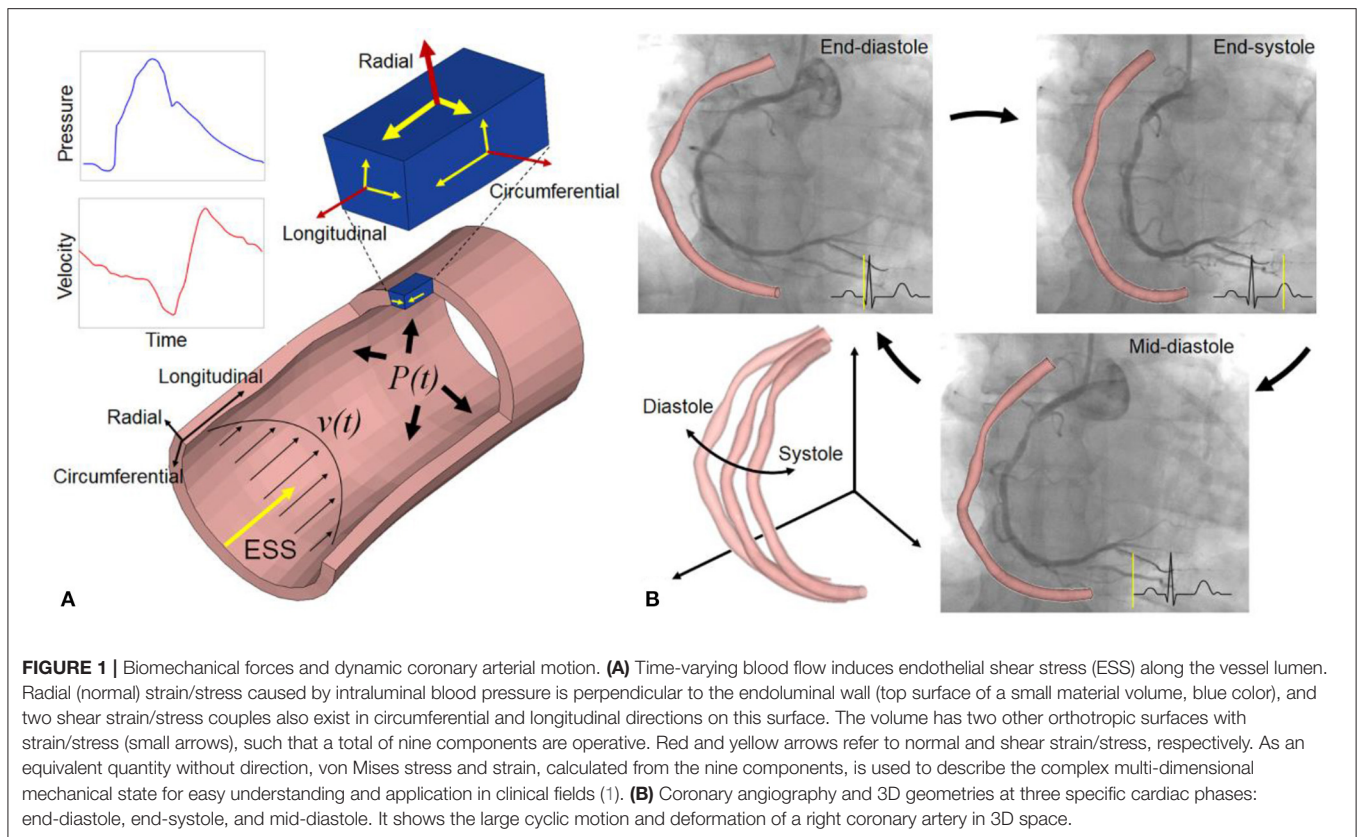 Pressure
Velocity
Time
Radial
Circumferential
Longitudinal
Longitudinal
Radial
Circumferential
P(t)
v(t)
ESS
A
End-diastole
End-systole
Mid-diastole
Diastole
Systole
B
FIGURE 1 | Biomechanical forces and dynamic coronary arterial motion. (A) Time-varying blood flow induces endothelial shear stress (ESS) along the vessel lumen.
Radial (normal) strain/stress caused by intraluminal blood pressure is perpendicular to the endoluminal wall (top surface of a small material volume, blue color), and
two shear strain/stress couples also exist in circumferential and longitudinal directions on this surface. The volume has two other orthotropic surfaces with
strain/stress (small arrows), such that a total of nine components are operative. Red and yellow arrows refer to normal and shear strain/stress, respectively. As an
equivalent quantity without direction, von Mises stress and strain, calculated from the nine components, is used to describe the complex multi-dimensional
mechanical state for easy understanding and application in clinical fields (1). (B) Coronary angiography and 3D geometries at three specific cardiac phases:
end-diastole, end-systole, and mid-diastole. It shows the large cyclic motion and deformation of a right coronary artery in 3D space.